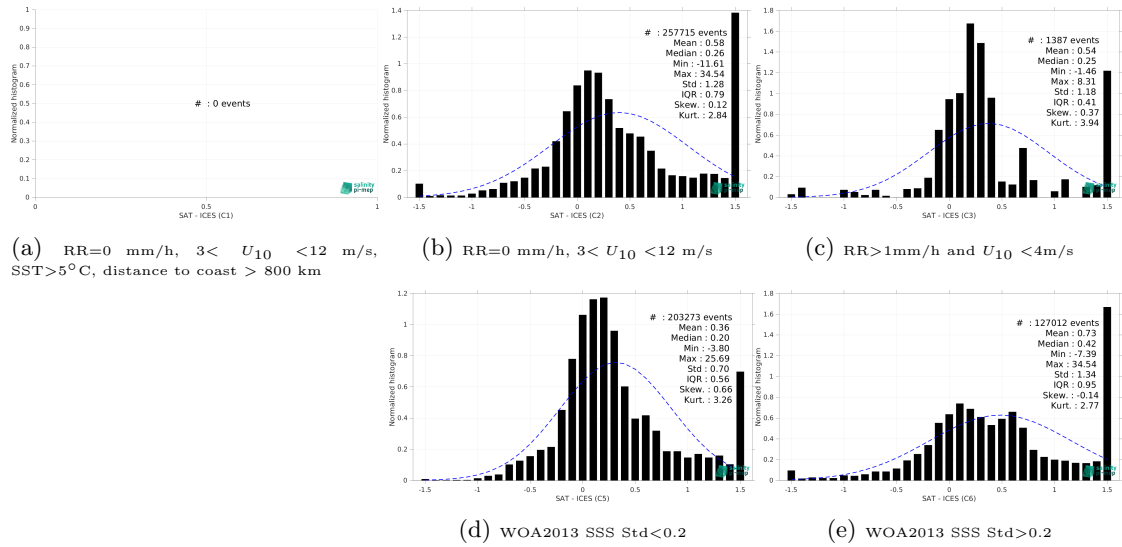 1
0.9
0.8
0.7
0.6
0.5
0.4
0.3
0.2
0.1
0
Normalized histogram
# : 0 events
salinity
pi-mep
0 0.5 1
SAT - ICES (C1)
(a) RR=0 mm/h, 3< U10 <12 m/s,
SST>5°C, distance to coast > 800 km
1.4
1.2
1
0.8
0.6
0.4
0.2
0
Normalized histogram
# : 257715 events
Mean : 0.58
Median : 0.26
Min : -11.61
Max : 34.54
Std : 1.28
IQR : 0.79
Skew. : 0.12
Kurt. : 2.84
salinity
pi-mep
-1.5 -1 -0.5 0 0.5 1 1.5
SAT - ICES (C2)
(b) RR=0 mm/h, 3< U10 <12 m/s
1.8
1.6
1.4
1.2
1
0.8
0.6
0.4
0.2
0
Normalized histogram
# : 1387 events
Mean : 0.54
Median : 0.25
Min : -1.46
Max : 8.31
Std : 1.18
IQR : 0.41
Skew. : 0.37
Kurt. : 3.94
salinity
pi-mep
-1.5 -1 -0.5 0 0.5 1 1.5
SAT - ICES (C3)
(c) RR>1mm/h and U10 <4m/s
1.2
1
0.8
0.6
0.4
0.2
0
Normalized histogram
# : 203273 events
Mean : 0.36
Median : 0.20
Min : -3.80
Max : 25.69
Std : 0.70
IQR : 0.56
Skew. : 0.66
Kurt. : 3.26
salinity
pi-mep
-1.5 -1 -0.5 0 0.5 1 1.5
SAT - ICES (C5)
(d) WOA2013 SSS Std<0.2
1.8
1.6
1.4
1.2
1
0.8
0.6
0.4
0.2
0
Normalized histogram
# : 127012 events
Mean : 0.73
Median : 0.42
Min : -7.39
Max : 34.54
Std : 1.34
IQR : 0.95
Skew. : -0.14
Kurt. : 2.77
salinity
pi-mep
-1.5 -1 -0.5 0 0.5 1 1.5
SAT - ICES (C6)
(e) WOA2013 SSS Std>0.2